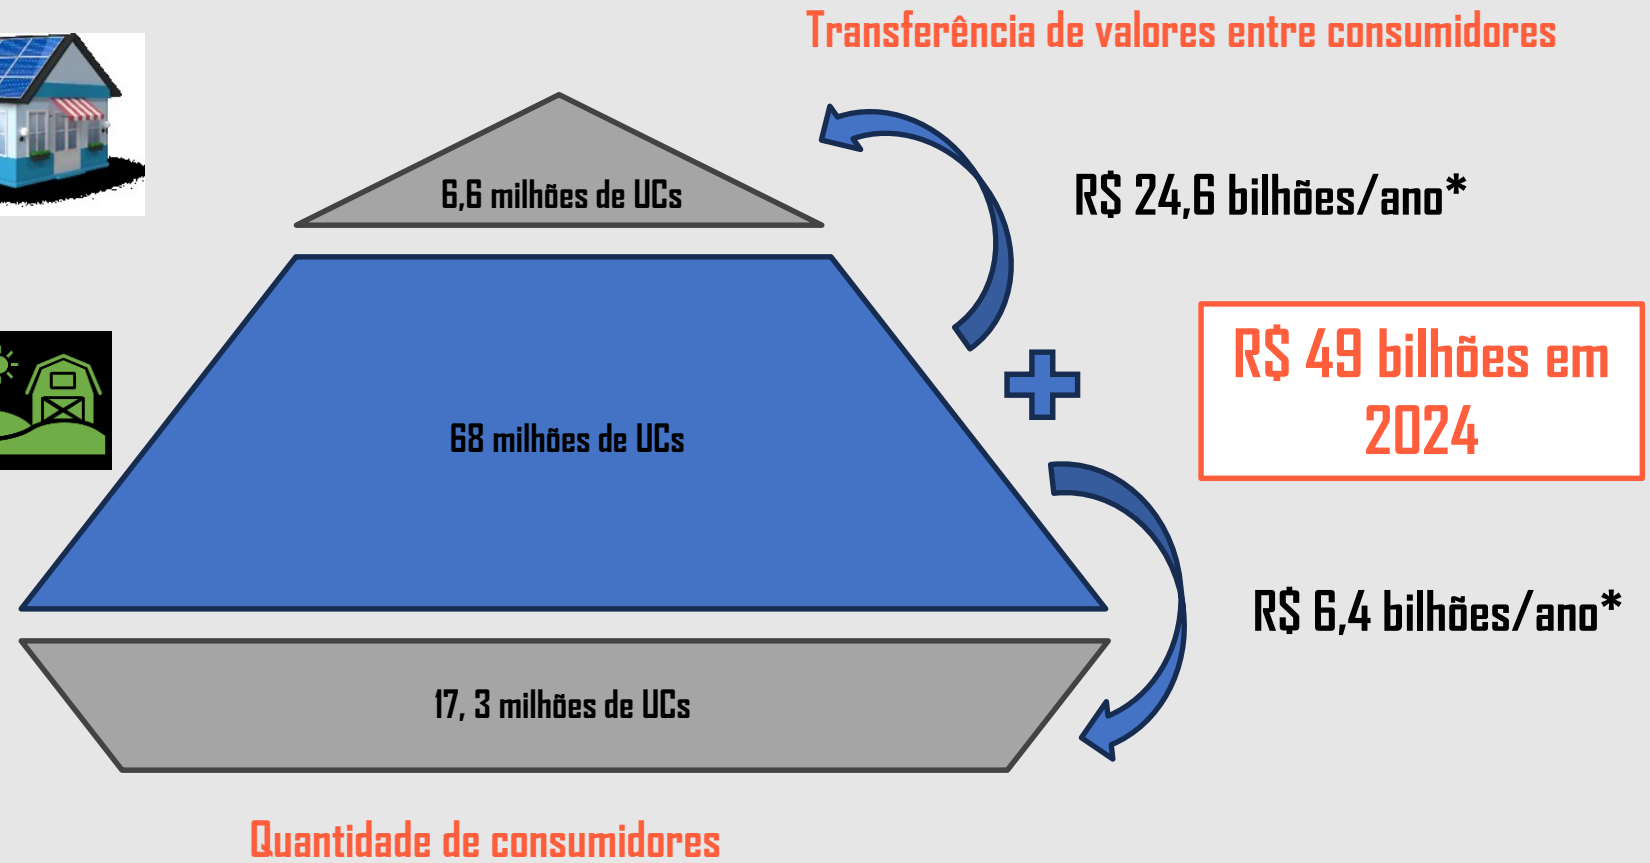 Transferência de valores entre consumidores
6,6 milhões de UCs
R$ 24,6 bilhões/ano*
R$ 49 bilhões em
2024
68 milhões de UCs
R$ 6,4 bilhões/ano*
17, 3 milhões de UCs
Quantidade de consumidores